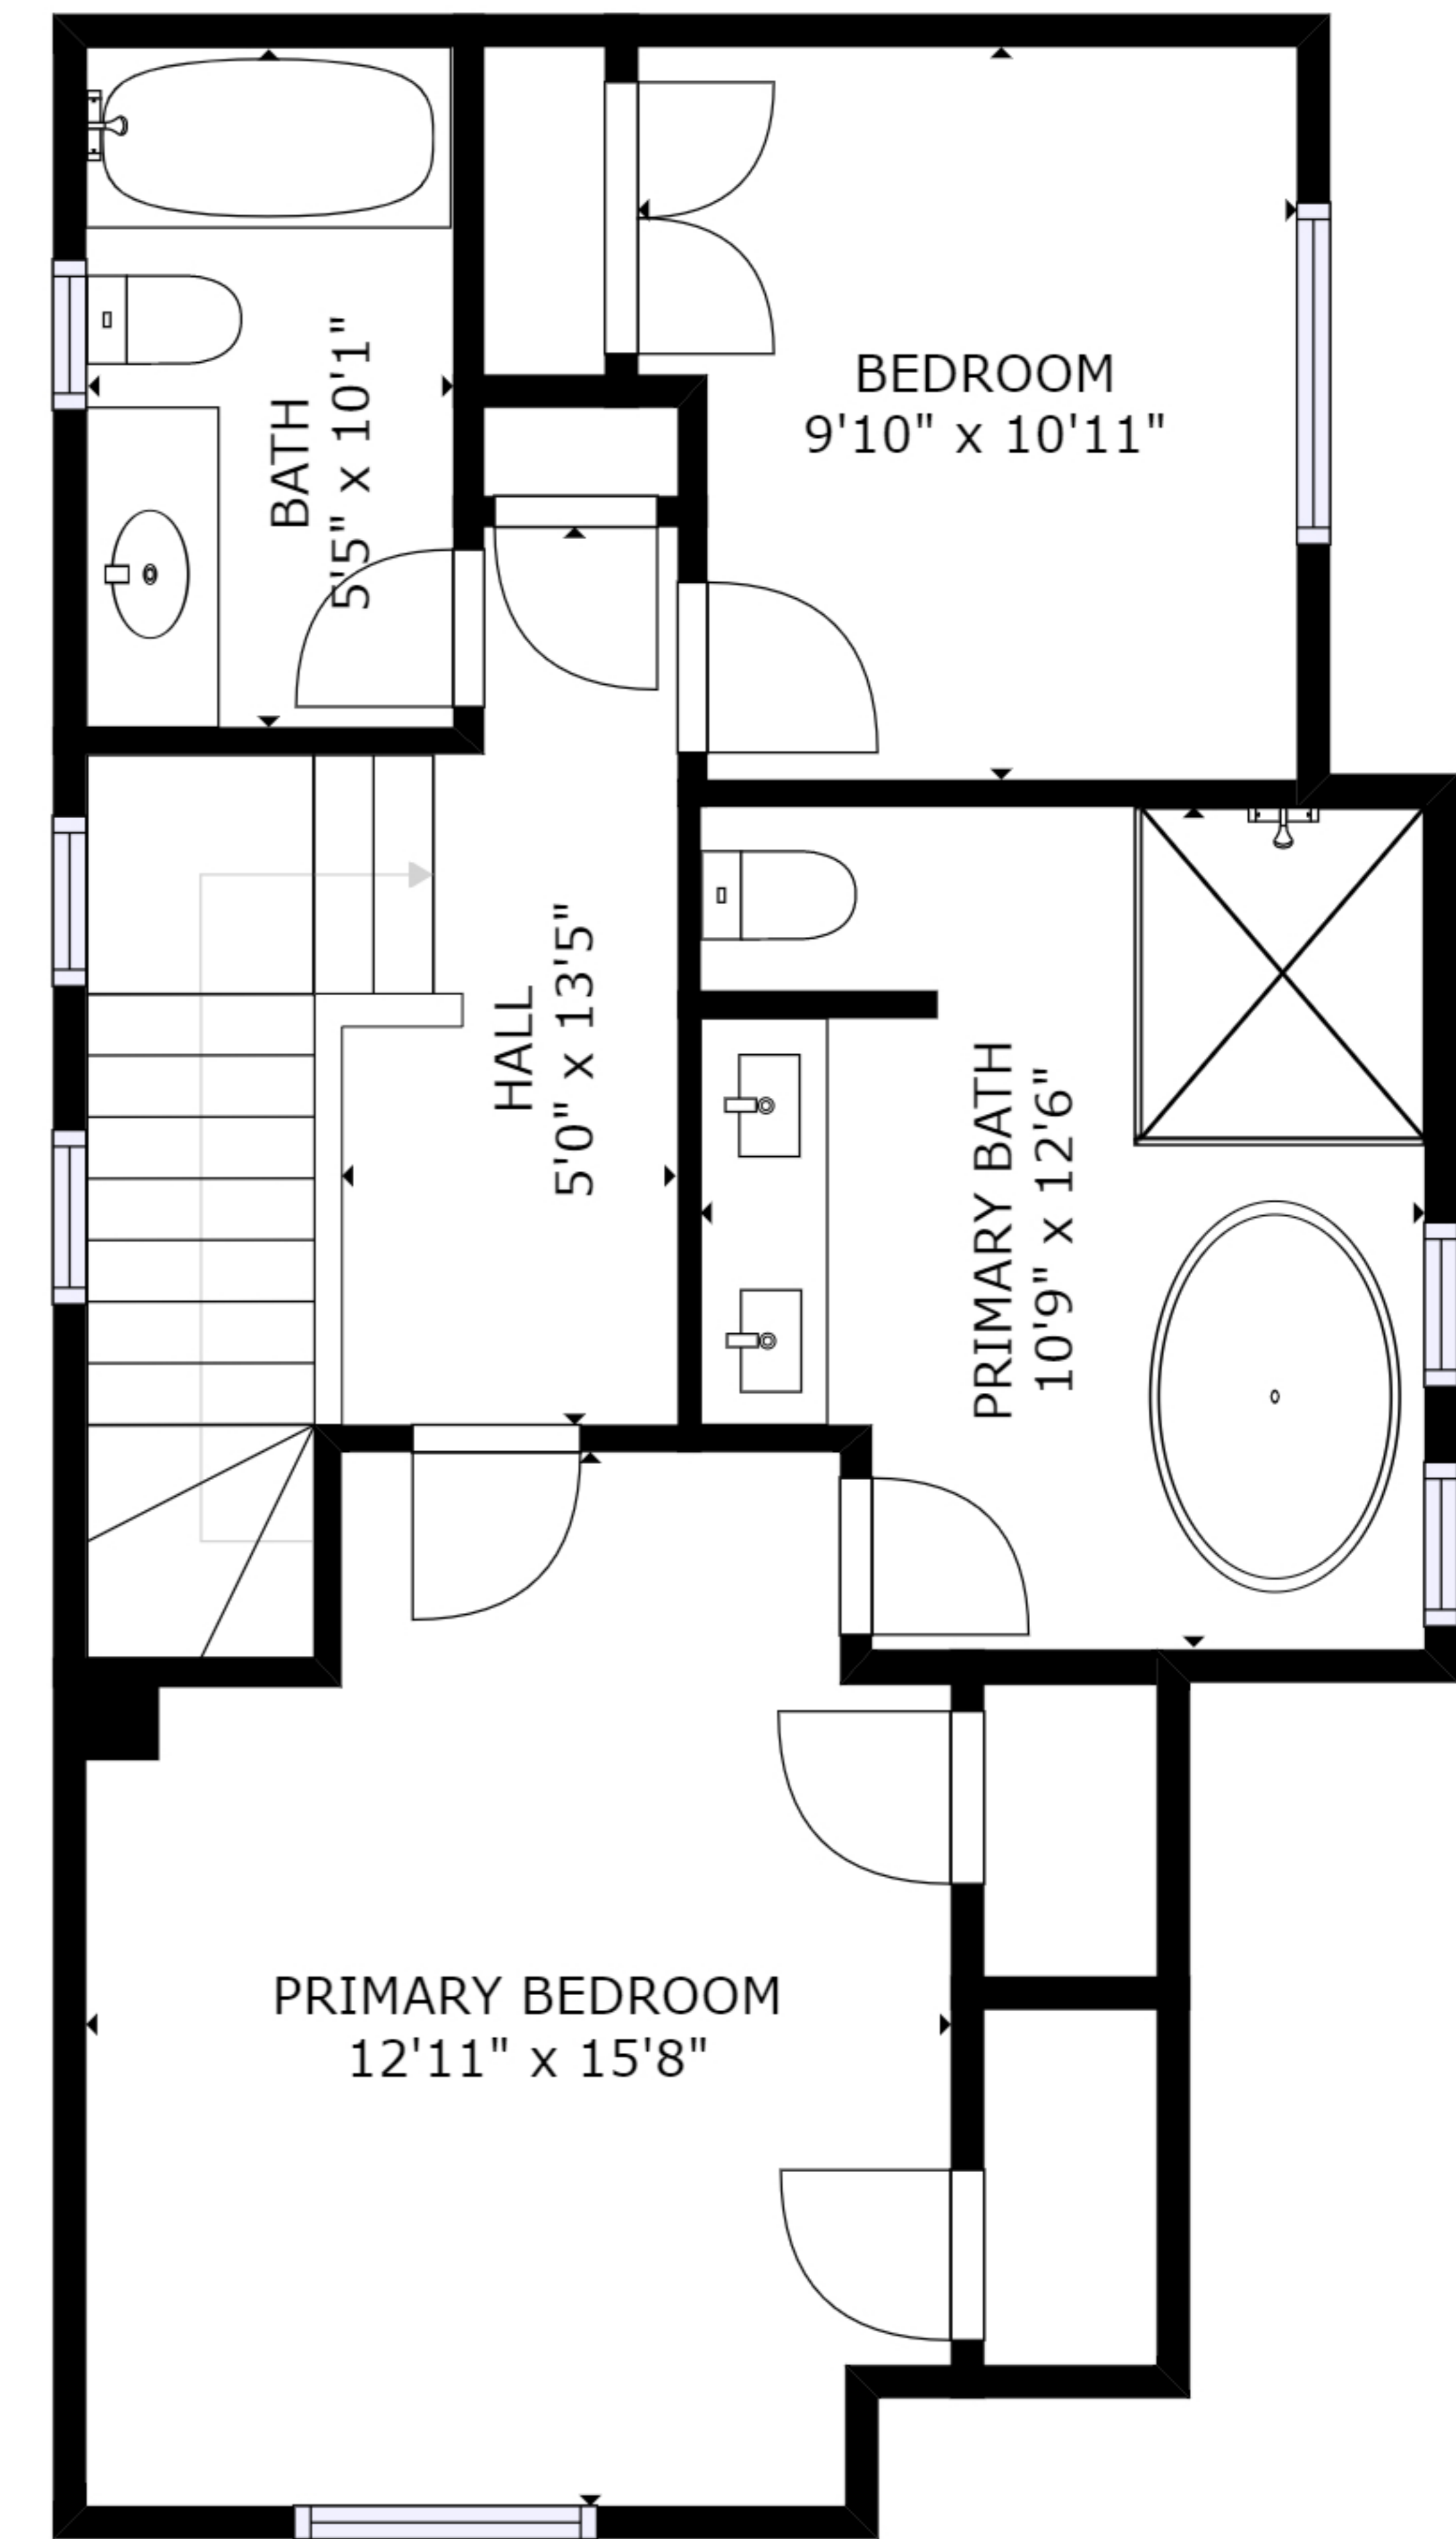 BATH
5'5" x 10'1"
BEDROOM
9'10" x 10'11"
HALL
5'0" x 13'5"
PRIMARY BATH
10'9" x 12'6"
PRIMARY BEDROOM
12'11" x 15'8"